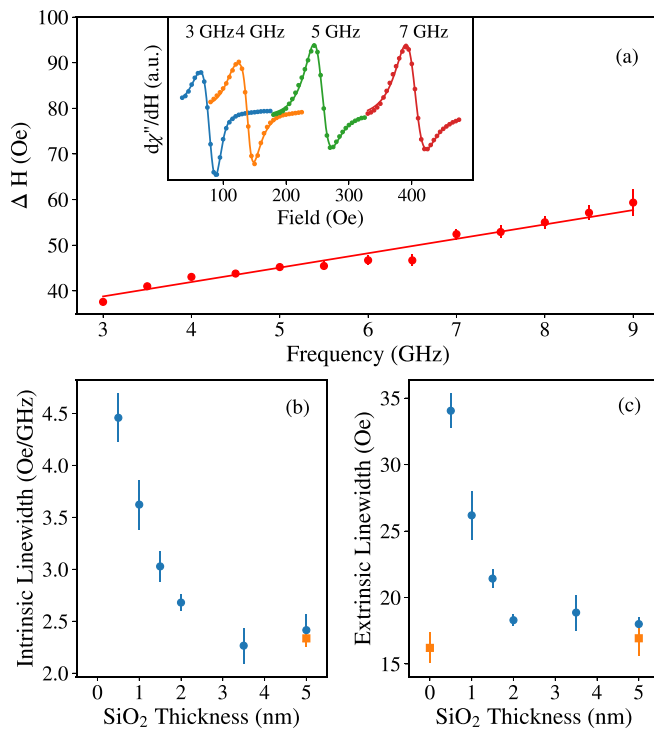 100
90
80
70
60
50
40
Δ H (Oe)
3 GHz 4 GHz 5 GHz 7 GHz
(a)
dχ"/dH (a.u.)
100 200 300 400
Field (Oe)
3 4 5 6 7 8 9
Frequency (GHz)
4.5
4.0
3.5
3.0
2.5
2.0
Intrinsic Linewidth (Oe/GHz)
(b)
0 1 2 3 4 5
SiO₂ Thickness (nm)
35
30
25
20
15
Extrinsic Linewidth (Oe)
(c)
0 1 2 3 4 5
SiO₂ Thickness (nm)